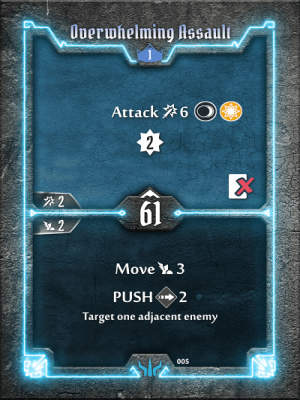 Overwhelming Assault
1
Attack 6
2
2
61
2
Move 3
PUSH 2
Target one adjacent enemy
005